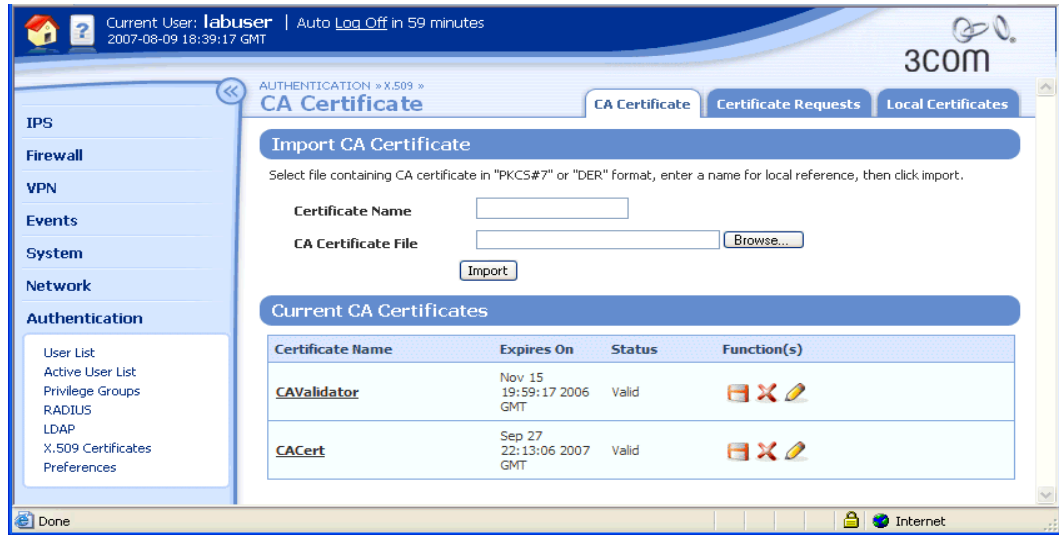 Current User: labuser | Auto Log Off in 59 minutes
2007-08-09 18:39:17 GMT
3COM
IPS
Firewall
VPN
Events
System
Network
Authentication
User List
Active User List
Privilege Groups
RADIUS
LDAP
X.509 Certificates
Preferences
AUTHENTICATION » X.509 »
CA Certificate
CA Certificate Certificate Requests Local Certificates
Import CA Certificate
Select file containing CA certificate in "PKCS#7" or "DER" format, enter a name for local reference, then click import.
Certificate Name
CA Certificate File Browse...
Import
Current CA Certificates
Certificate Name Expires On Status Function(s)
CAValidator Nov 15 19:59:17 2006 GMT Valid
CACert Sep 27 22:13:06 2007 GMT Valid
Done Internet